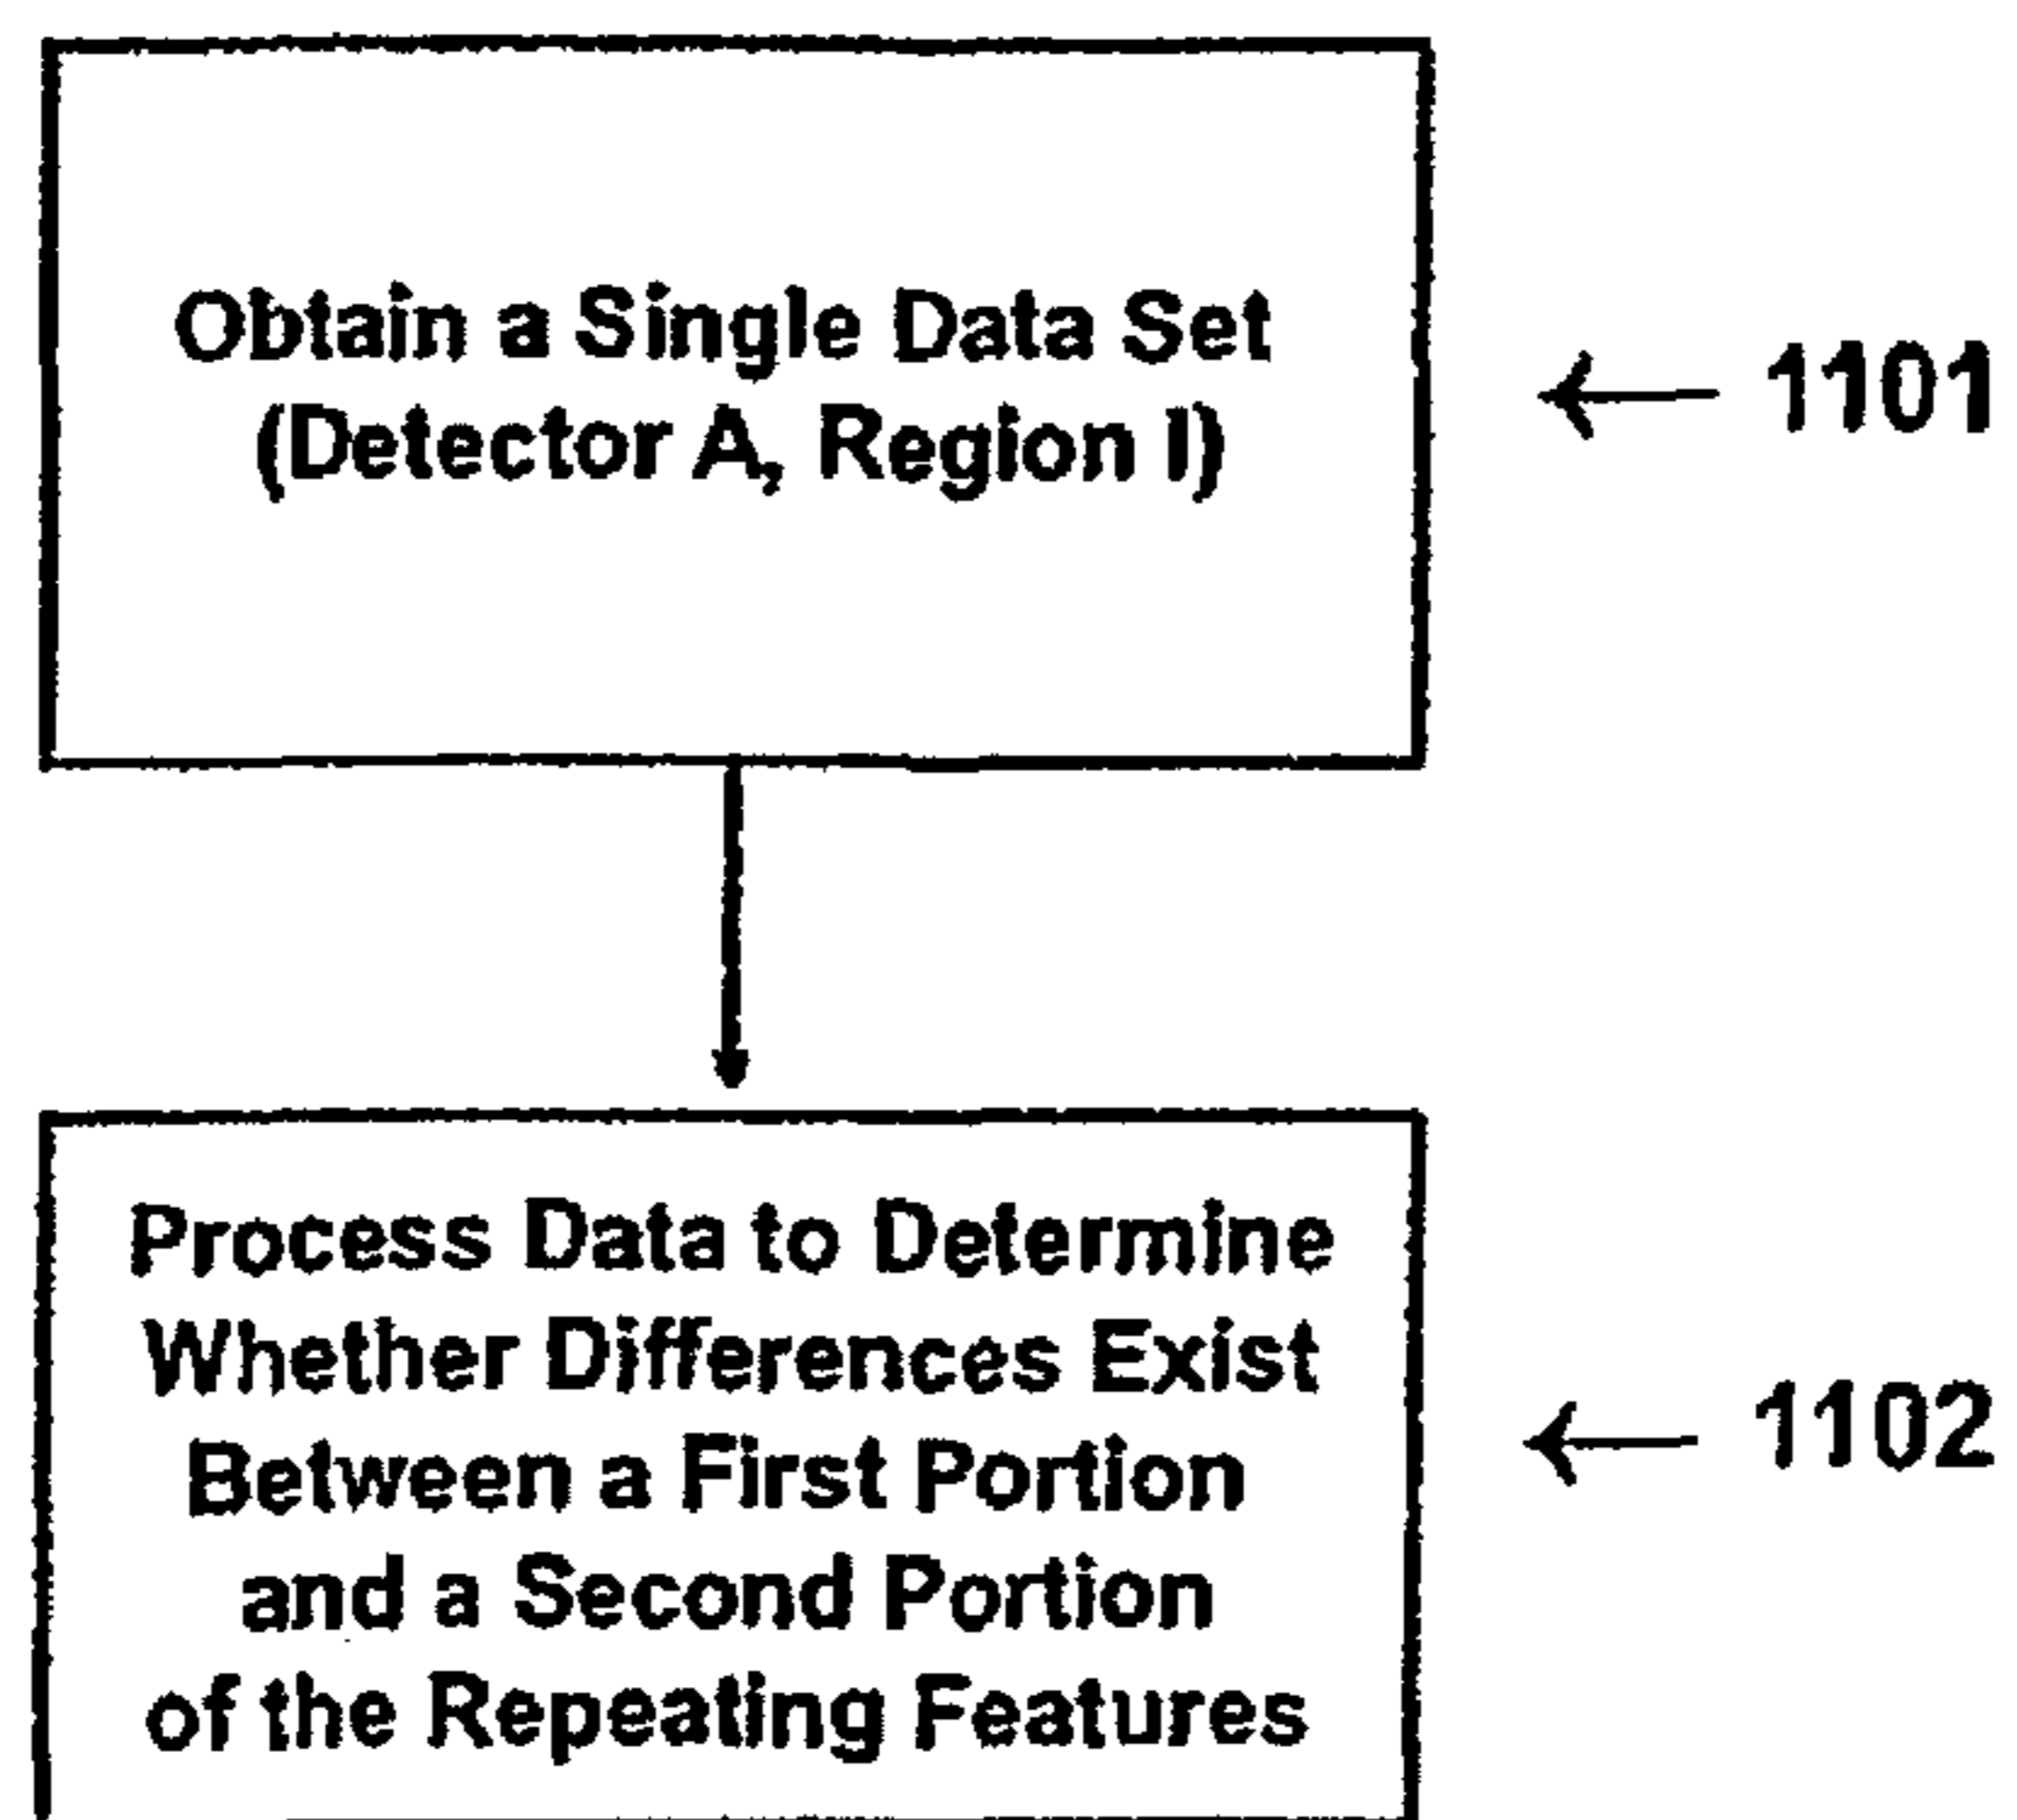 Obtain a Single Data Set
(Detector A, Region I)
1101
Process Data to Determine
Whether Differences Exist
Between a First Portion
and a Second Portion
of the Repeating Features
1102